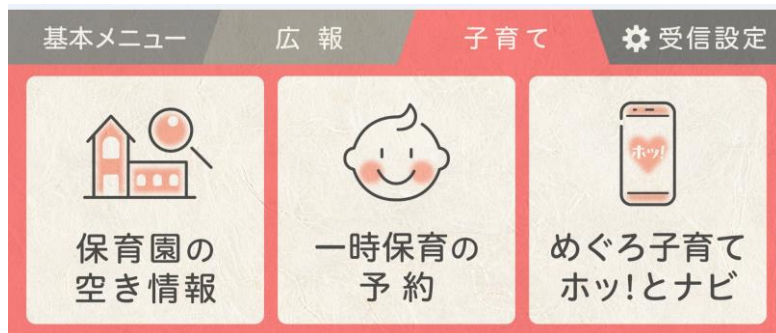 基本メニュー
広報
子育て
受信設定
ホッ!
保育園の
空き情報
一時保育の
予約
めぐろ子育て
ホッ!とナビ